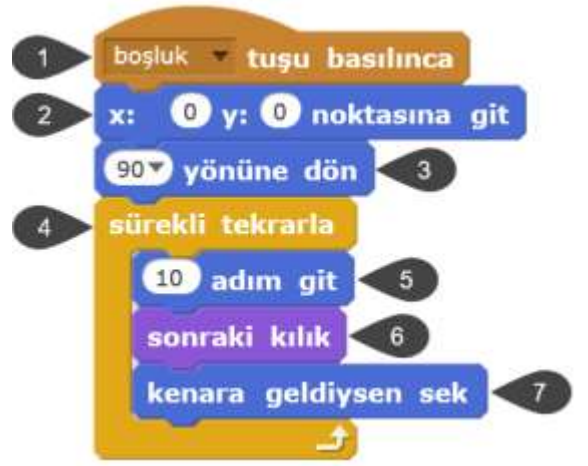 1 boşluk tuşu basılınca
2 x: 0 y: 0 noktasına git
90 yönüne dön 3
4 sürekli tekrarla
10 adım git 5
sonraki kılık 6
kenara geldiysen sek 7